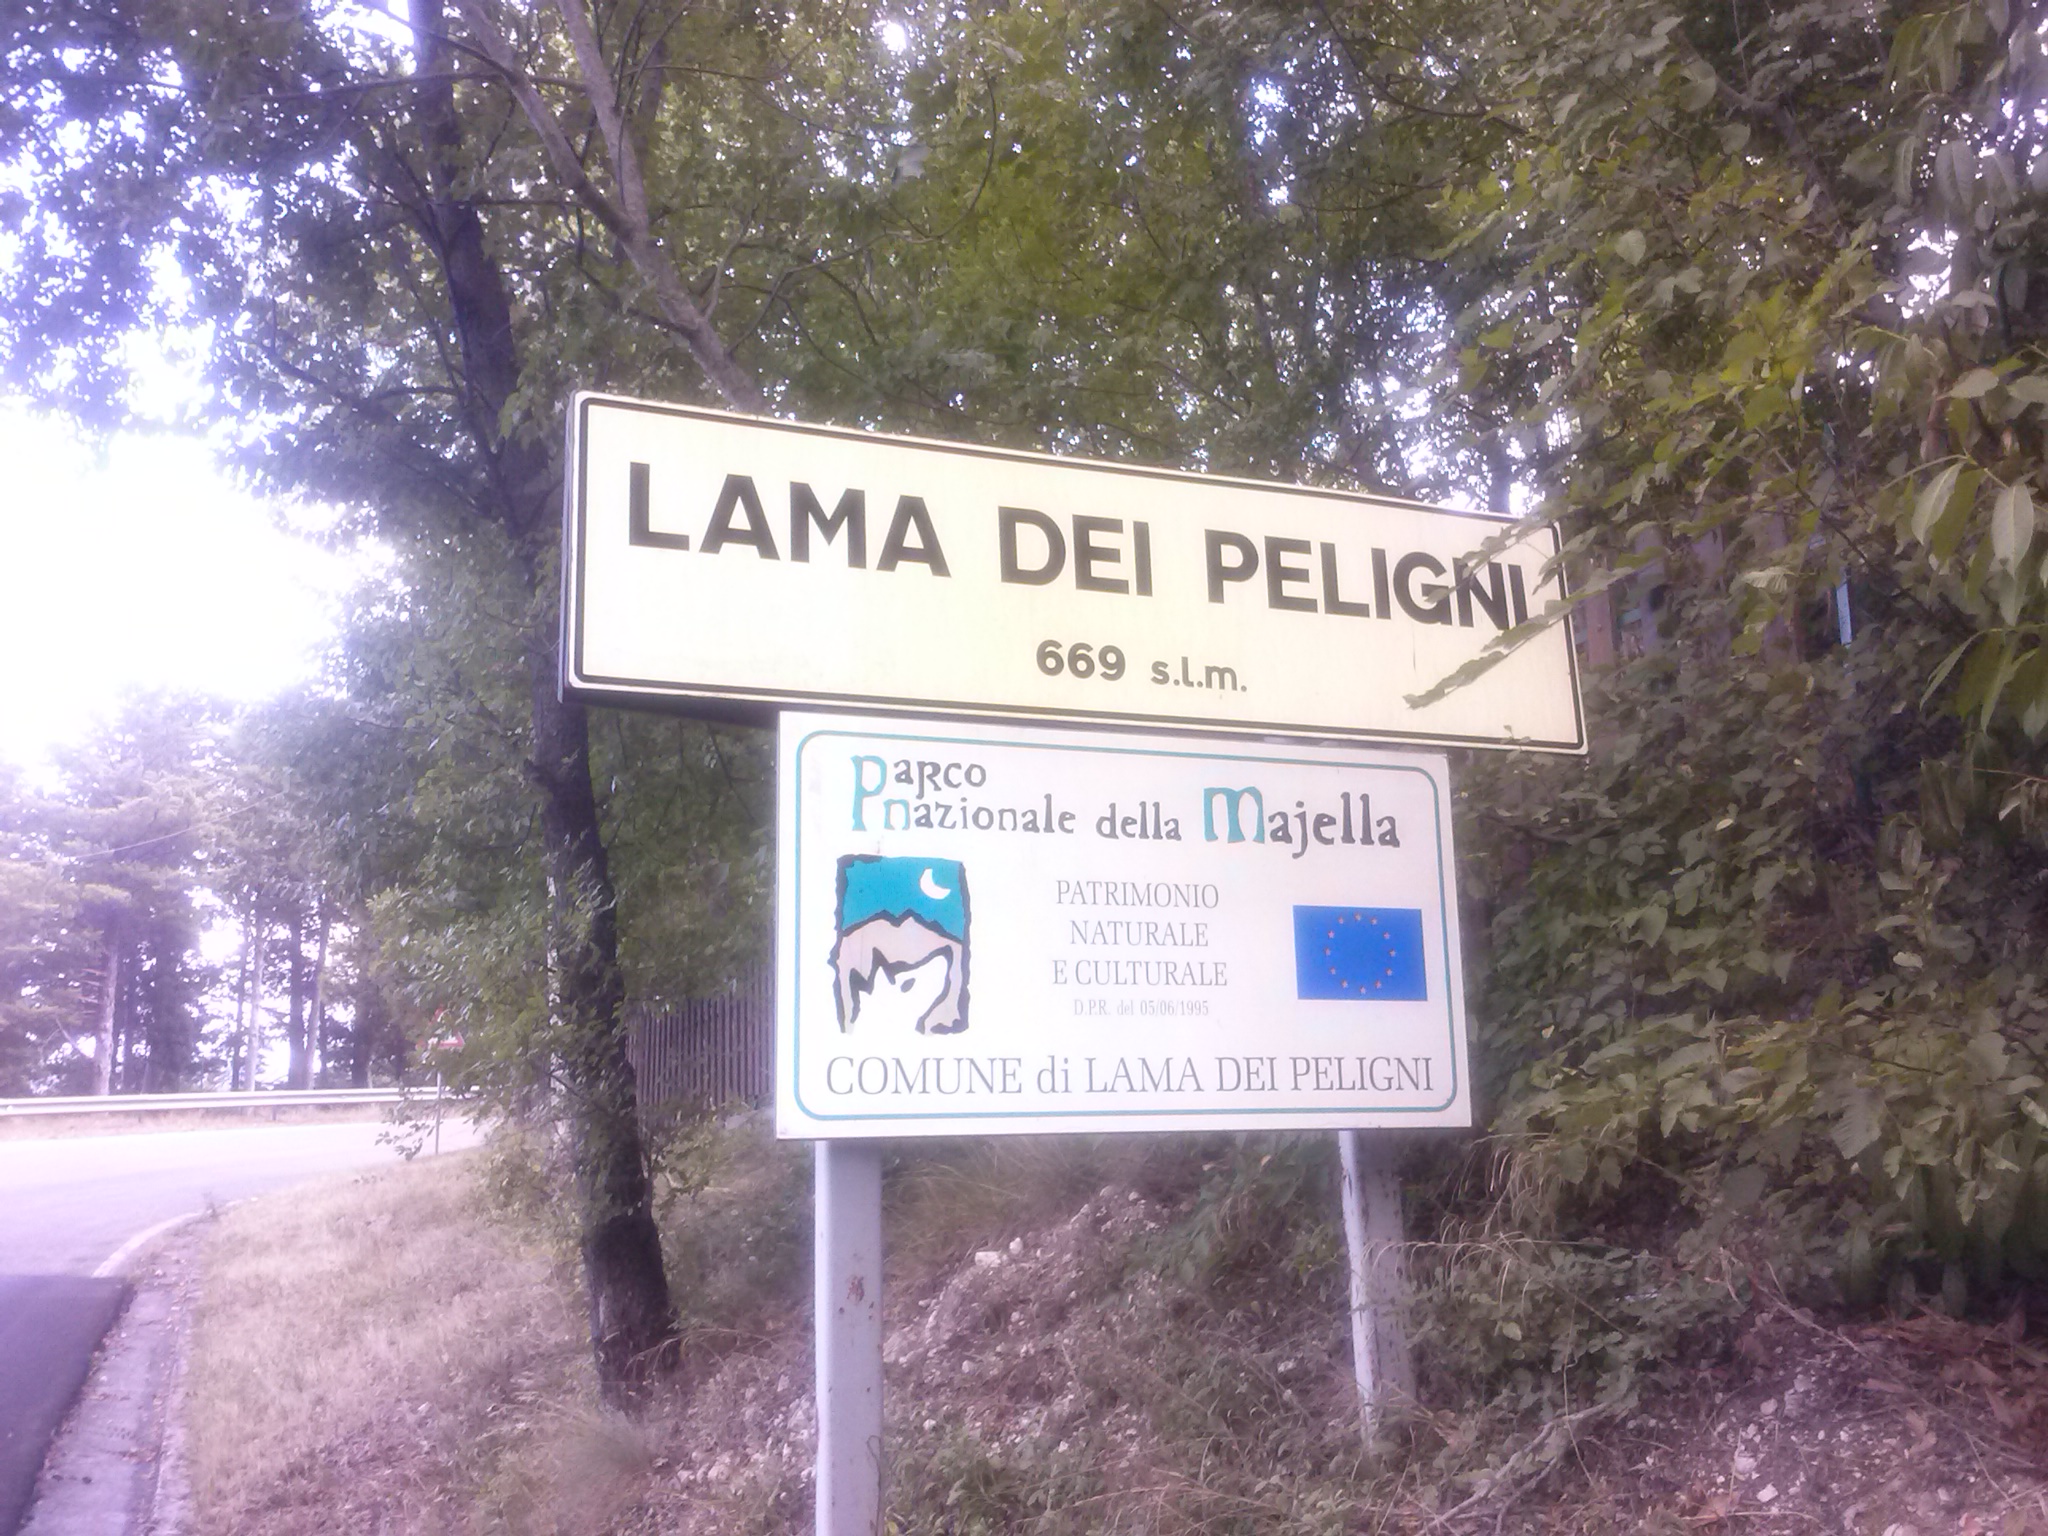 LAMA DEI PELIGNI
669 s.l.m.
Parco
nazionale della Majella
PATRIMONIO
NATURALE
E CULTURALE
D.P.R. del 05/06/1995
COMUNE di LAMA DEI PELIGNI